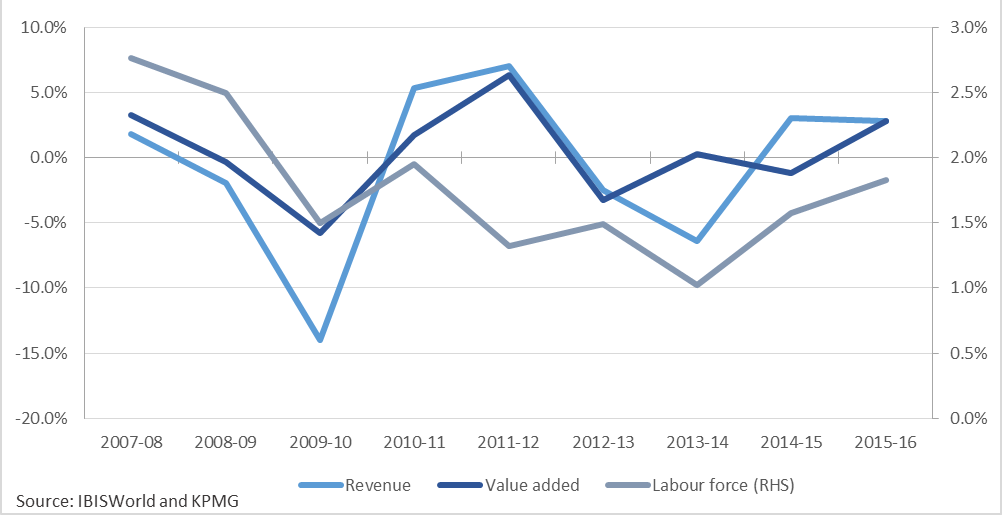 10.0% 3.0%
5.0% 2.5%
0.0% 2.0%
-5.0% 1.5%
-10.0% 1.0%
-15.0% 0.5%
-20.0% 0.0%
2007-08 2008-09 2009-10 2010-11 2011-12 2012-13 2013-14 2014-15 2015-16
Revenue Value added Labour force (RHS)
Source: IBISWorld and KPMG